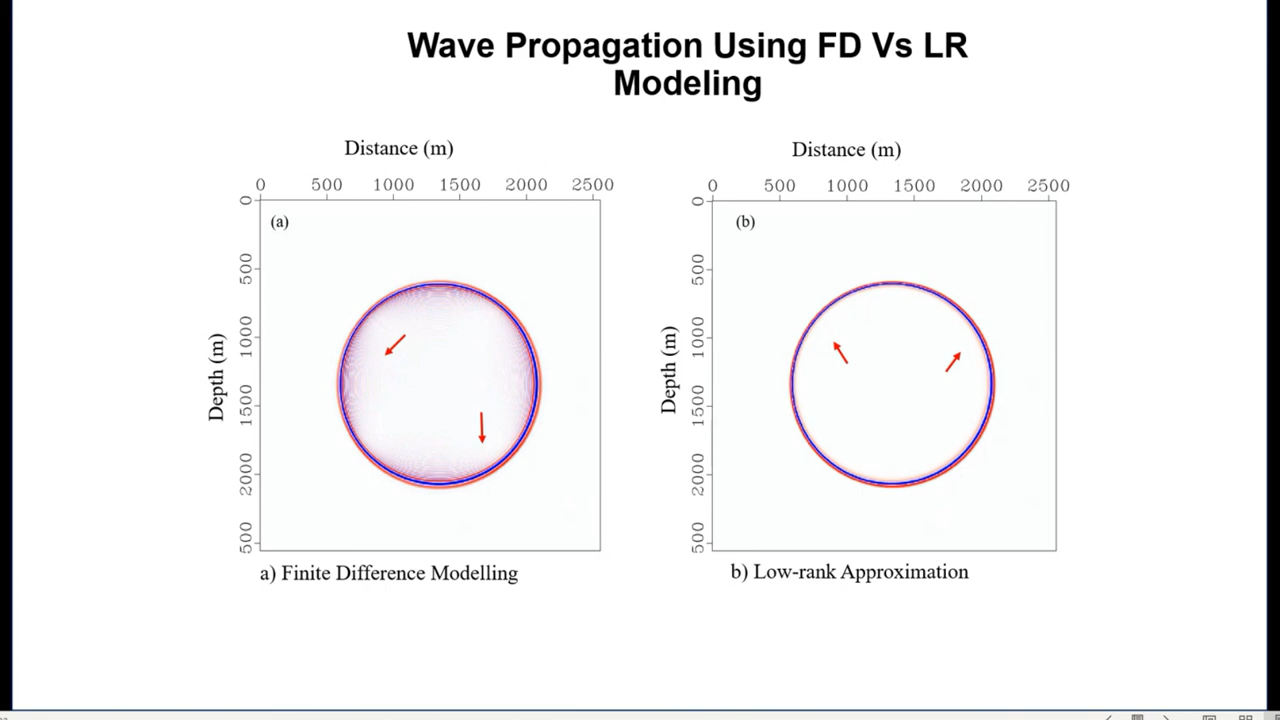 Wave Propagation Using FD Vs LR
Modeling
Distance (m)
0 500 1000 1500 2000 2500
Depth (m)
0
500
1000
1500
2000
500
(a)
a) Finite Difference Modelling
Distance (m)
0 500 1000 1500 2000 2500
Depth (m)
0
500
1000
1500
2000
500
(b)
b) Low-rank Approximation